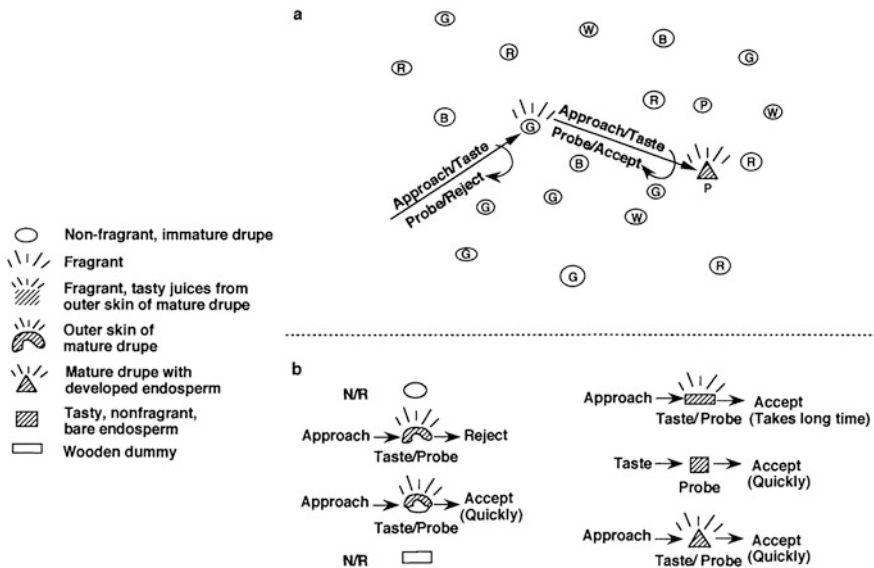 a
G
W
B
R
R
G
R
P
W
B
G
Approach/Taste
Probe/Accept
Approach/Taste
Probe/Reject
B
R
P
G
G
G
W
G
G
R
Non-fragrant, immature drupe
Fragrant
Fragrant, tasty juices from
outer skin of mature drupe
Outer skin of
mature drupe
Mature drupe with
developed endosperm
Tasty, nonfragrant,
bare endosperm
Wooden dummy
b
N/R
Approach
Reject
Taste/Probe
Approach
Accept
(Quickly)
Taste/Probe
N/R
Approach
Accept
Taste/Probe
(Takes long time)
Taste
Accept
(Quickly)
Probe
Approach
Accept
Taste/Probe
(Quickly)